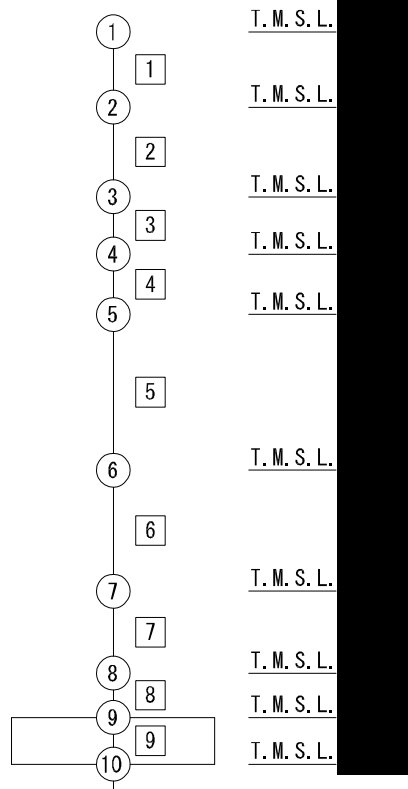 1 T.M.S.L.
1
2 T.M.S.L.
2
3 T.M.S.L.
3
4 T.M.S.L.
4
5 T.M.S.L.
5
6 T.M.S.L.
6
7 T.M.S.L.
7
8 T.M.S.L.
8
9 T.M.S.L.
9
10 T.M.S.L.